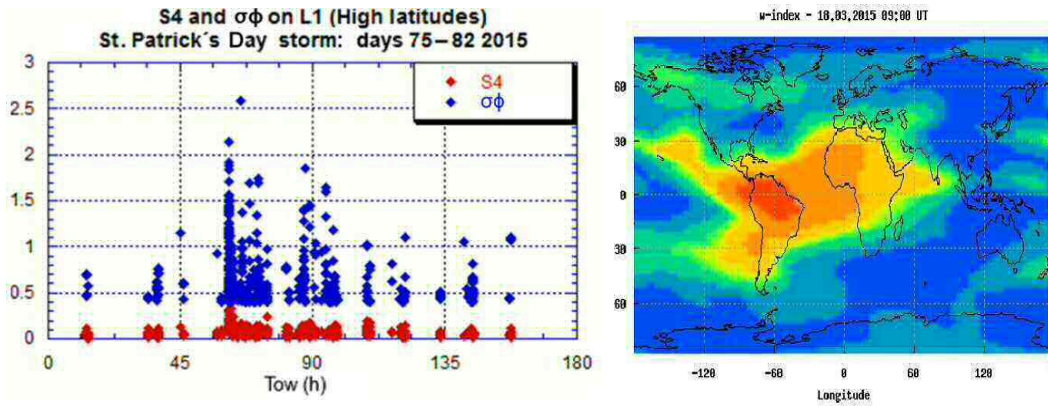 S4 and σϕ on L1 (High latitudes)
St. Patrick´s Day storm: days 75–82 2015
3
2.5
2
1.5
1
0.5
0
S4
σϕ
0 45 90 135 180
Tow (h)
w-index - 18.03.2015 09:00 UT
60
30
0
30
60
-120 -60 0 60 120
Longitude